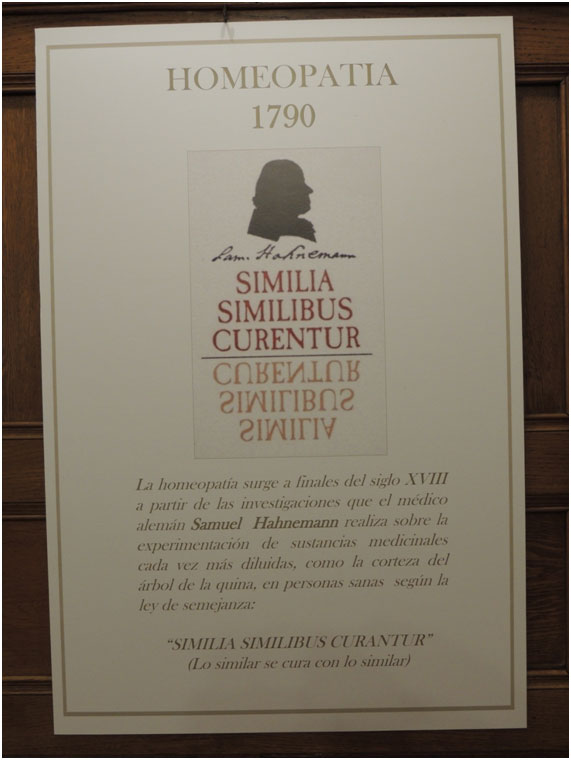 HOMEOPATIA
1790
Sam. Hahnemann
SIMILIA
SIMILIBUS
CURENTUR
CURENTUR
SIMILIBUS
SIMILIA
La homeopatía surge a finales del siglo XVIII
a partir de las investigaciones que el médico
alemán Samuel Hahnemann realiza sobre la
experimentación de sustancias medicinales
cada vez más diluidas, como la corteza del
árbol de la quina, en personas sanas según la
ley de semejanza:
“SIMILIA SIMILIBUS CURANTUR”
(Lo similar se cura con lo similar)